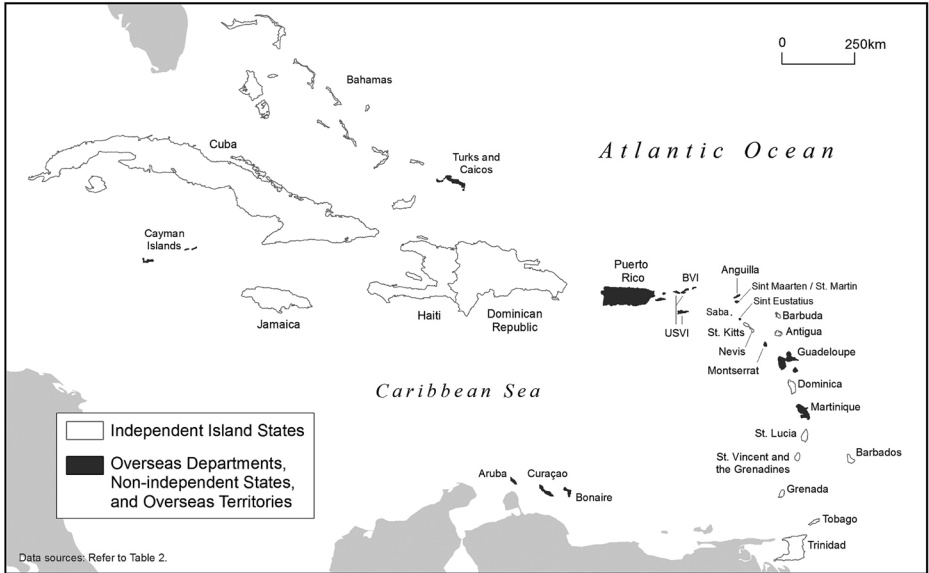 0 250km
Bahamas
Atlantic Ocean
Cuba
Turks and
Caicos
Cayman
Islands
Jamaica
Haiti
Dominican
Republic
Puerto
Rico
BVI
USVI
Anguilla
Sint Maarten / St. Martin
Sint Eustatius
Saba
Barbuda
St. Kitts
Antigua
Nevis
Montserrat
Guadeloupe
Dominica
Martinique
Caribbean Sea
St. Lucia
St. Vincent and
the Grenadines
Barbados
Grenada
Tobago
Trinidad
Aruba
Curaçao
Bonaire
Independent Island States
Overseas Departments,
Non-independent States,
and Overseas Territories
Data sources: Refer to Table 2.